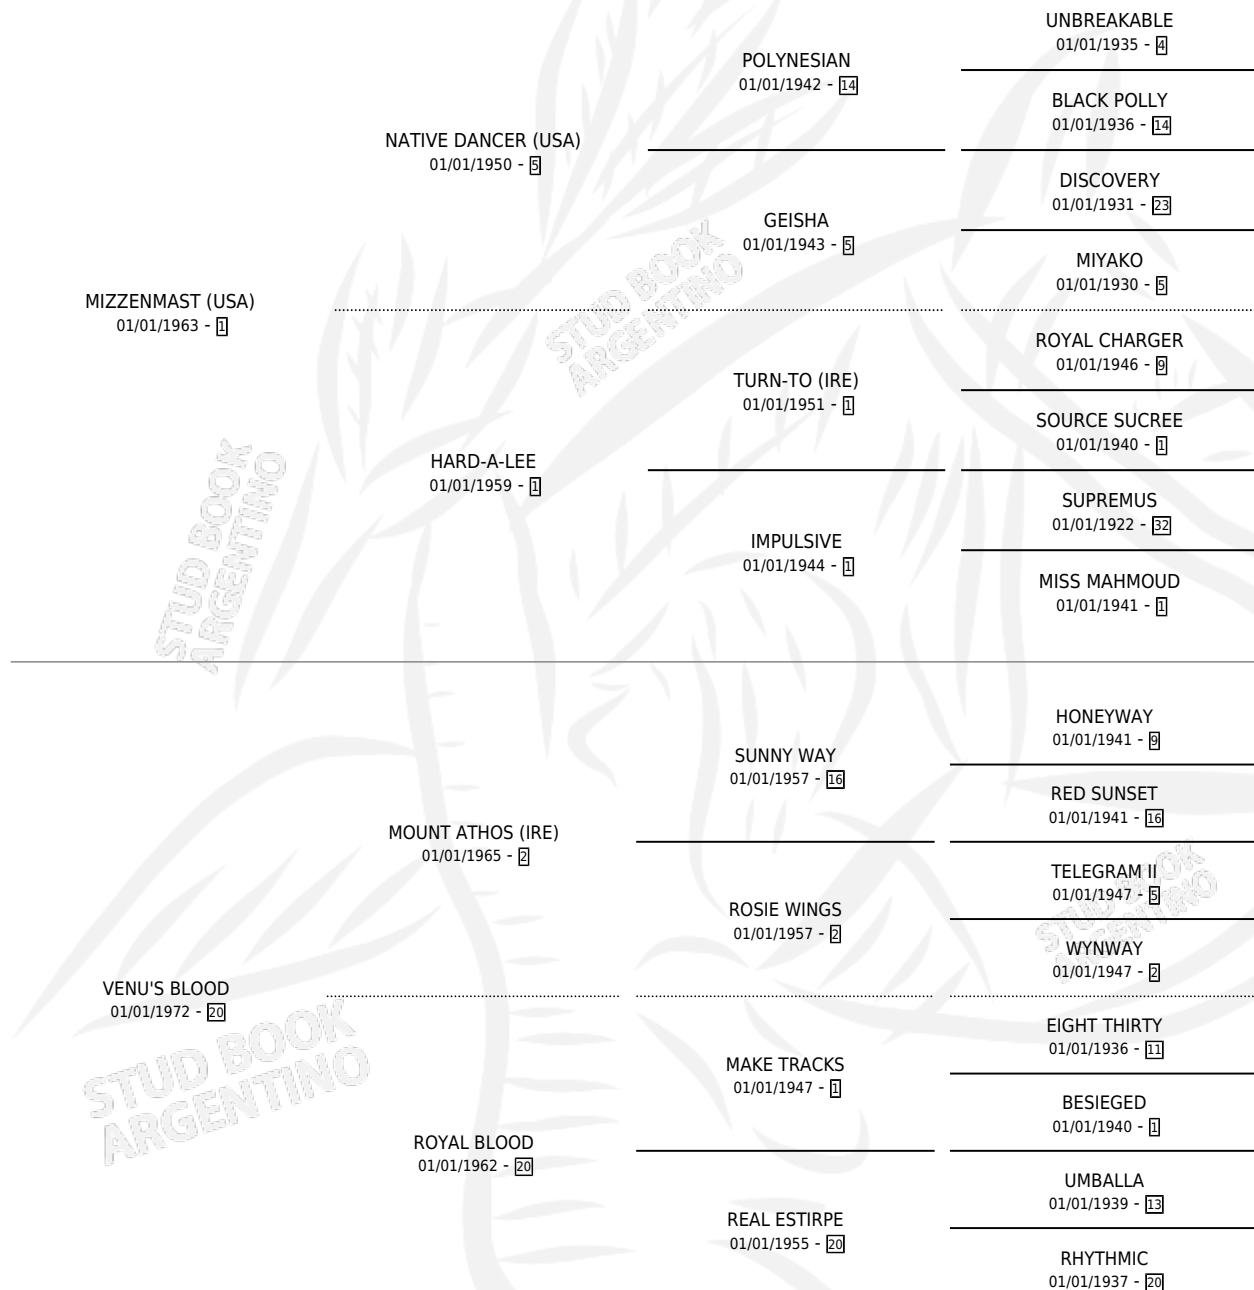 UNBREAKABLE
01/01/1935 - 4
POLYNESIAN
01/01/1942 - 14
BLACK POLLY
01/01/1936 - 14
NATIVE DANCER (USA)
01/01/1950 - 5
DISCOVERY
01/01/1931 - 23
GEISHA
01/01/1943 - 5
MIYAKO
01/01/1930 - 5
MIZZENMAST (USA)
01/01/1963 - 1
STUD BOOK
ARGENTINO
ROYAL CHARGER
01/01/1946 - 9
TURN-TO (IRE)
01/01/1951 - 1
SOURCE SUCREE
01/01/1940 - 1
HARD-A-LEE
01/01/1959 - 1
SUPREMUS
01/01/1922 - 32
IMPULSIVE
01/01/1944 - 1
MISS MAHMOUD
01/01/1941 - 1
STUD BOOK
ARGENTINO
HONEYWAY
01/01/1941 - 9
SUNNY WAY
01/01/1957 - 16
RED SUNSET
01/01/1941 - 16
MOUNT ATHOS (IRE)
01/01/1965 - 2
TELEGRAM II
01/01/1947 - 5
ROSIE WINGS
01/01/1957 - 2
WYNWAY
01/01/1947 - 2
STUD BOOK
ARGENTINO
VENU'S BLOOD
01/01/1972 - 20
STUD BOOK
ARGENTINO
EIGHT THIRTY
01/01/1936 - 11
MAKE TRACKS
01/01/1947 - 1
BESIEGED
01/01/1940 - 1
ROYAL BLOOD
01/01/1962 - 20
UMBALLA
01/01/1939 - 13
REAL ESTIRPE
01/01/1955 - 20
RHYTHMIC
01/01/1937 - 20